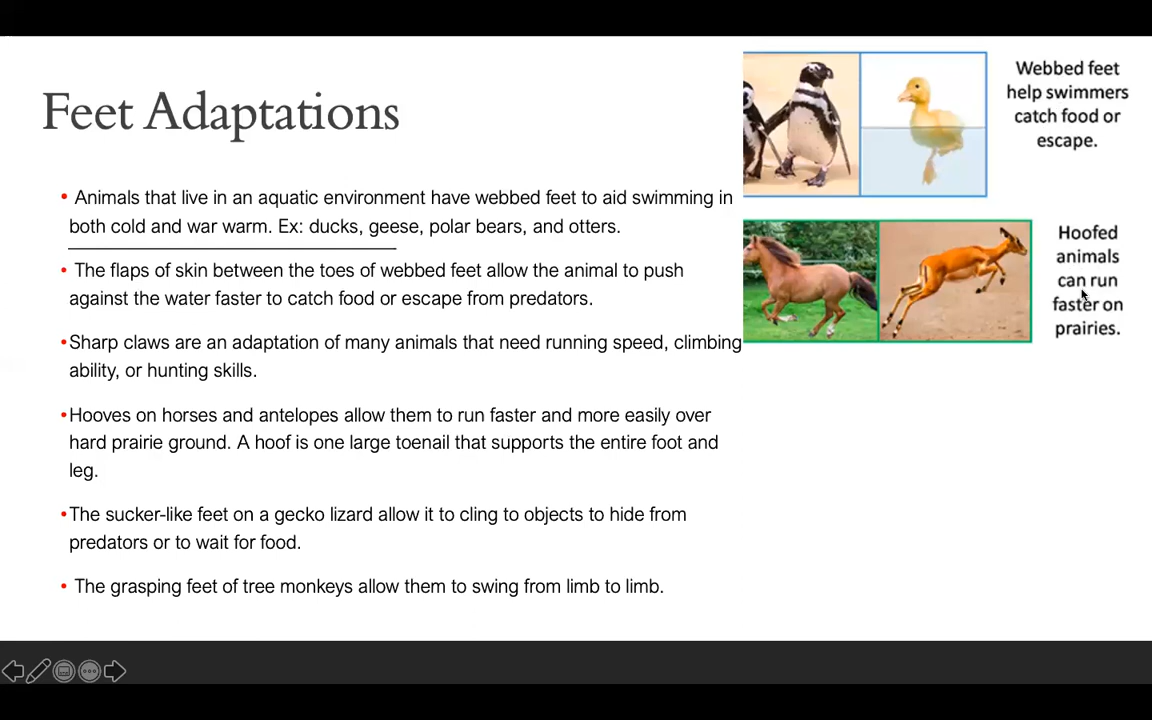 Feet Adaptations
• Animals that live in an aquatic environment have webbed feet to aid swimming in
both cold and war warm. Ex: ducks, geese, polar bears, and otters.
• The flaps of skin between the toes of webbed feet allow the animal to push
against the water faster to catch food or escape from predators.
•Sharp claws are an adaptation of many animals that need running speed, climbing
ability, or hunting skills.
•Hooves on horses and antelopes allow them to run faster and more easily over
hard prairie ground. A hoof is one large toenail that supports the entire foot and
leg.
•The sucker-like feet on a gecko lizard allow it to cling to objects to hide from
predators or to wait for food.
• The grasping feet of tree monkeys allow them to swing from limb to limb.
Webbed feet
help swimmers
catch food or
escape.
Hoofed
animals
can run
faster on
prairies.